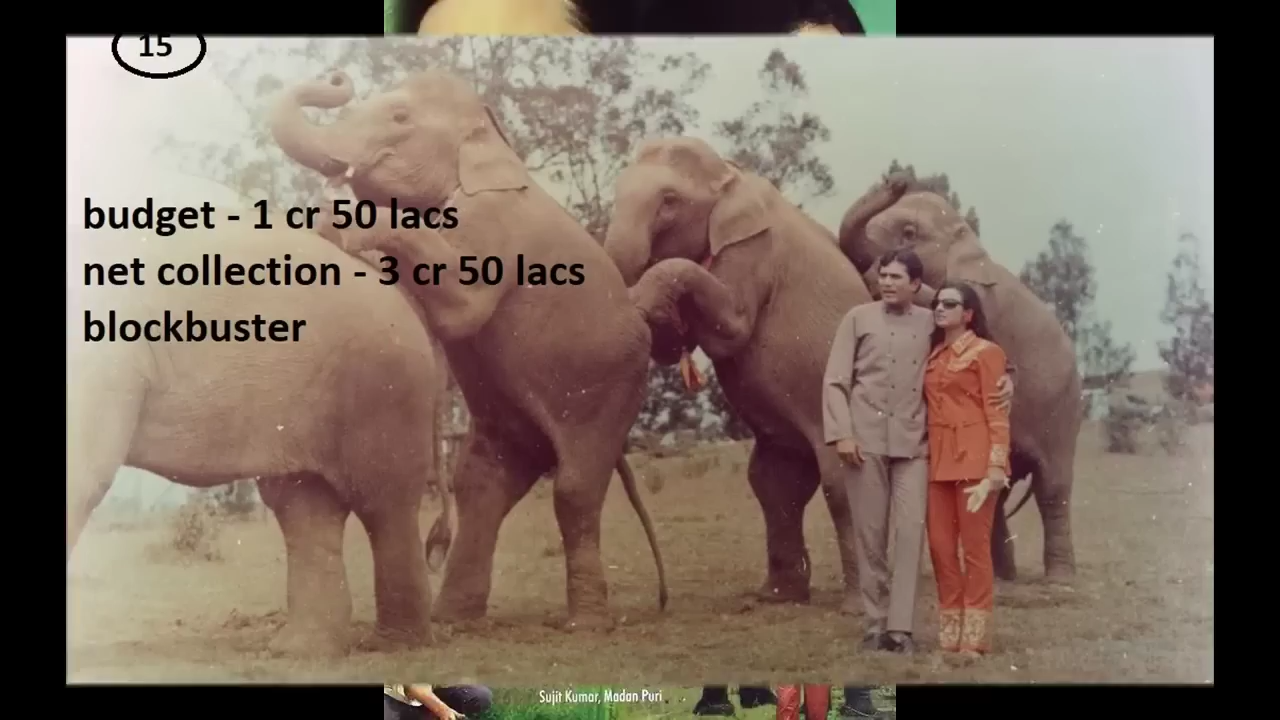 15
budget - 1 cr 50 lacs
net collection - 3 cr 50 lacs
blockbuster
Sujit Kumar, Madan Puri